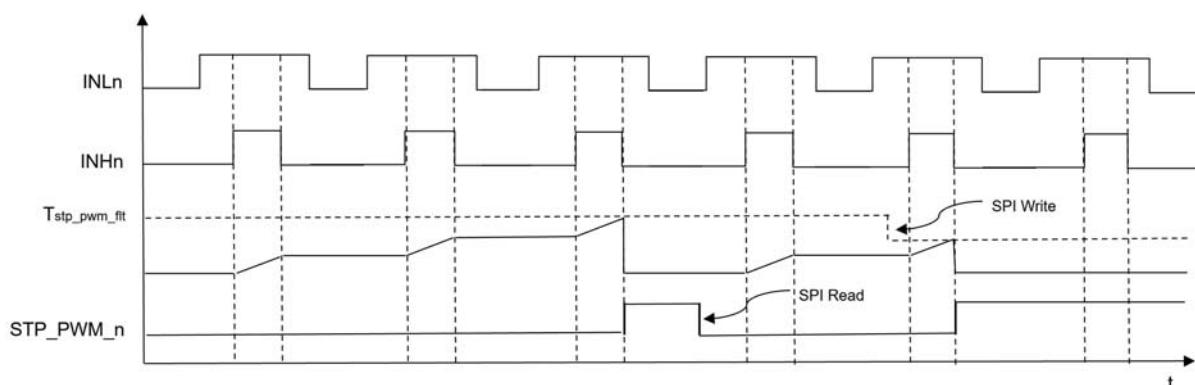 INLn
INHn
Tstp_pwm_flt
SPI Write
SPI Read
STP_PWM_n
t